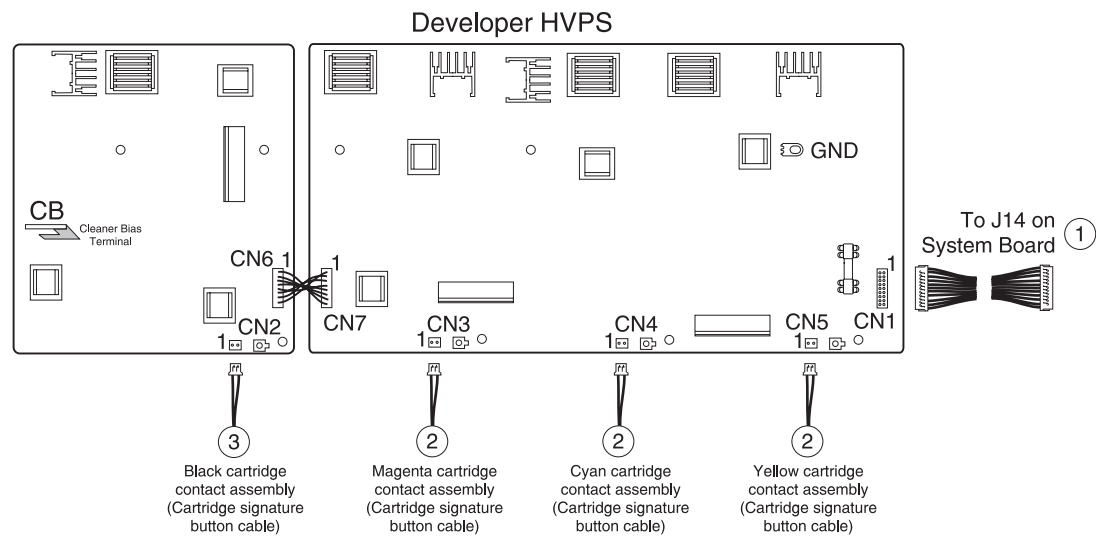 Developer HVPS
GND
CB
Cleaner Bias
Terminal
To J14 on
System Board
1
CN6 1
1
1
CN7
CN2
1
CN3
1
CN4
1
CN5
1
CN1
3
2
2
2
Black cartridge
contact assembly
(Cartridge signature
button cable)
Magenta cartridge
contact assembly
(Cartridge signature
button cable)
Cyan cartridge
contact assembly
(Cartridge signature
button cable)
Yellow cartridge
contact assembly
(Cartridge signature
button cable)